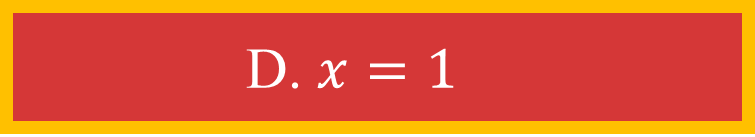 D. x = 1